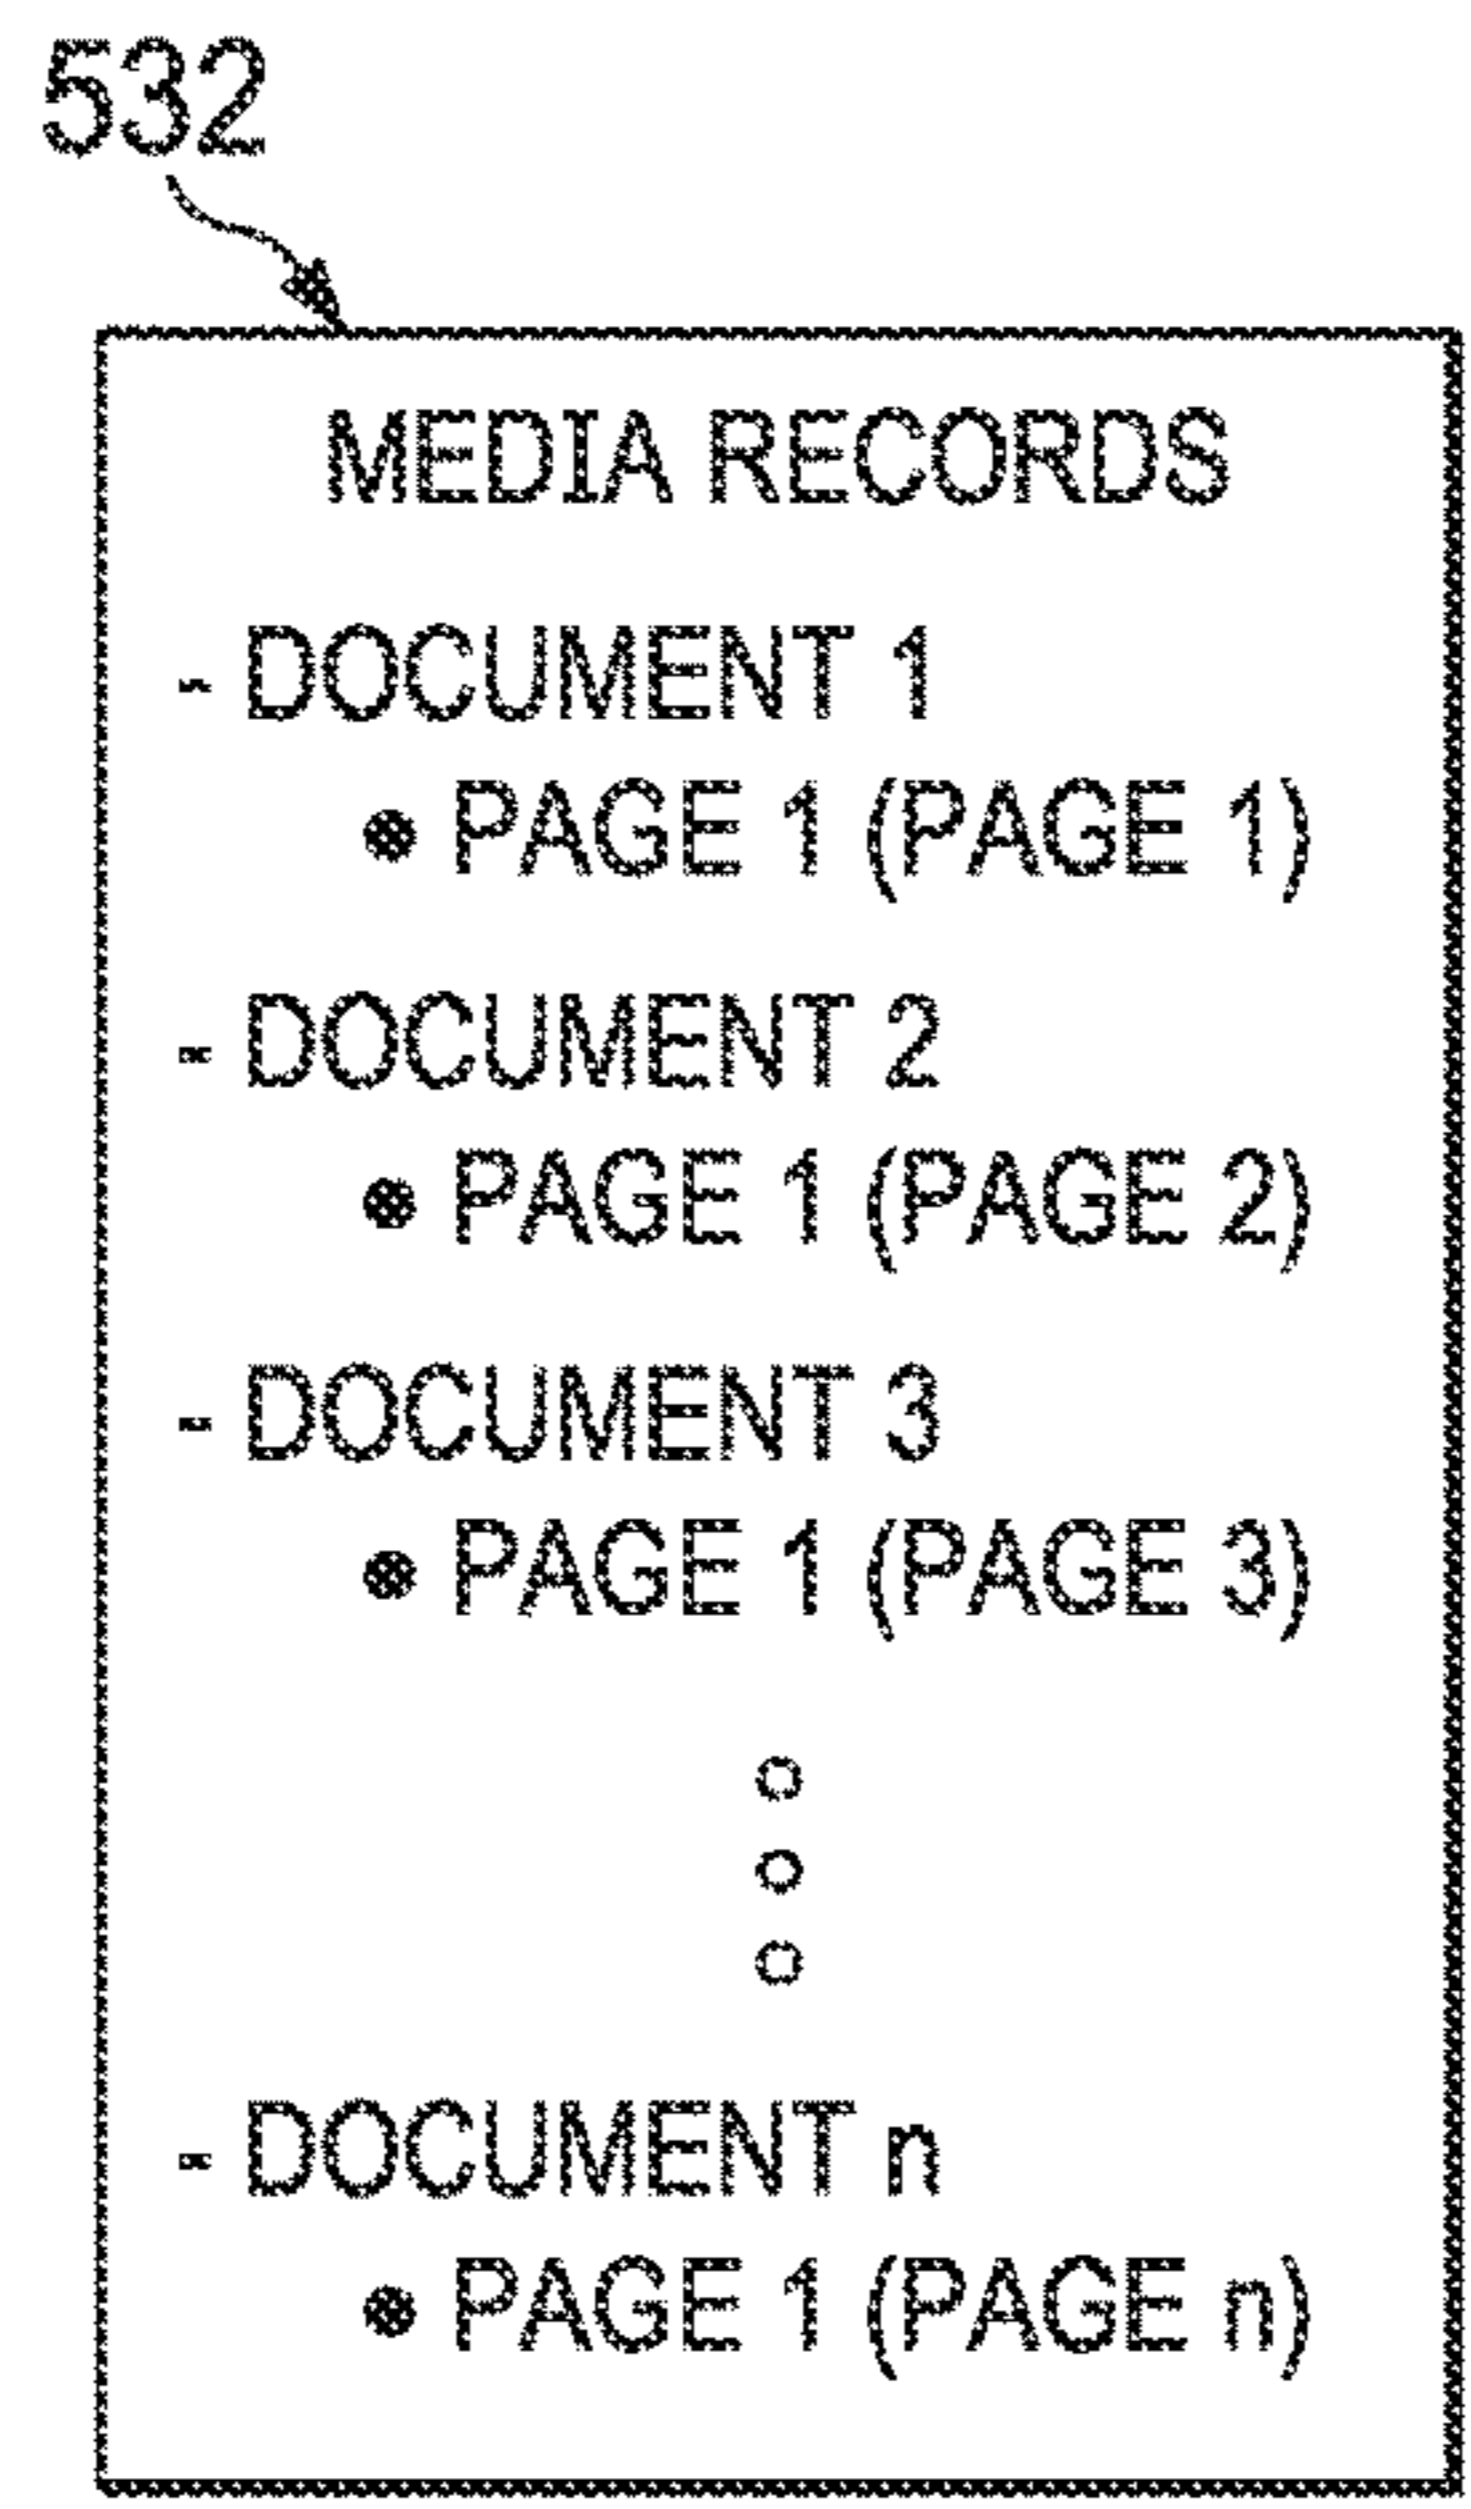 532
MEDIA RECORDS
- DOCUMENT 1
● PAGE 1 (PAGE 1)
- DOCUMENT 2
● PAGE 1 (PAGE 2)
- DOCUMENT 3
● PAGE 1 (PAGE 3)
- DOCUMENT n
● PAGE 1 (PAGE n)